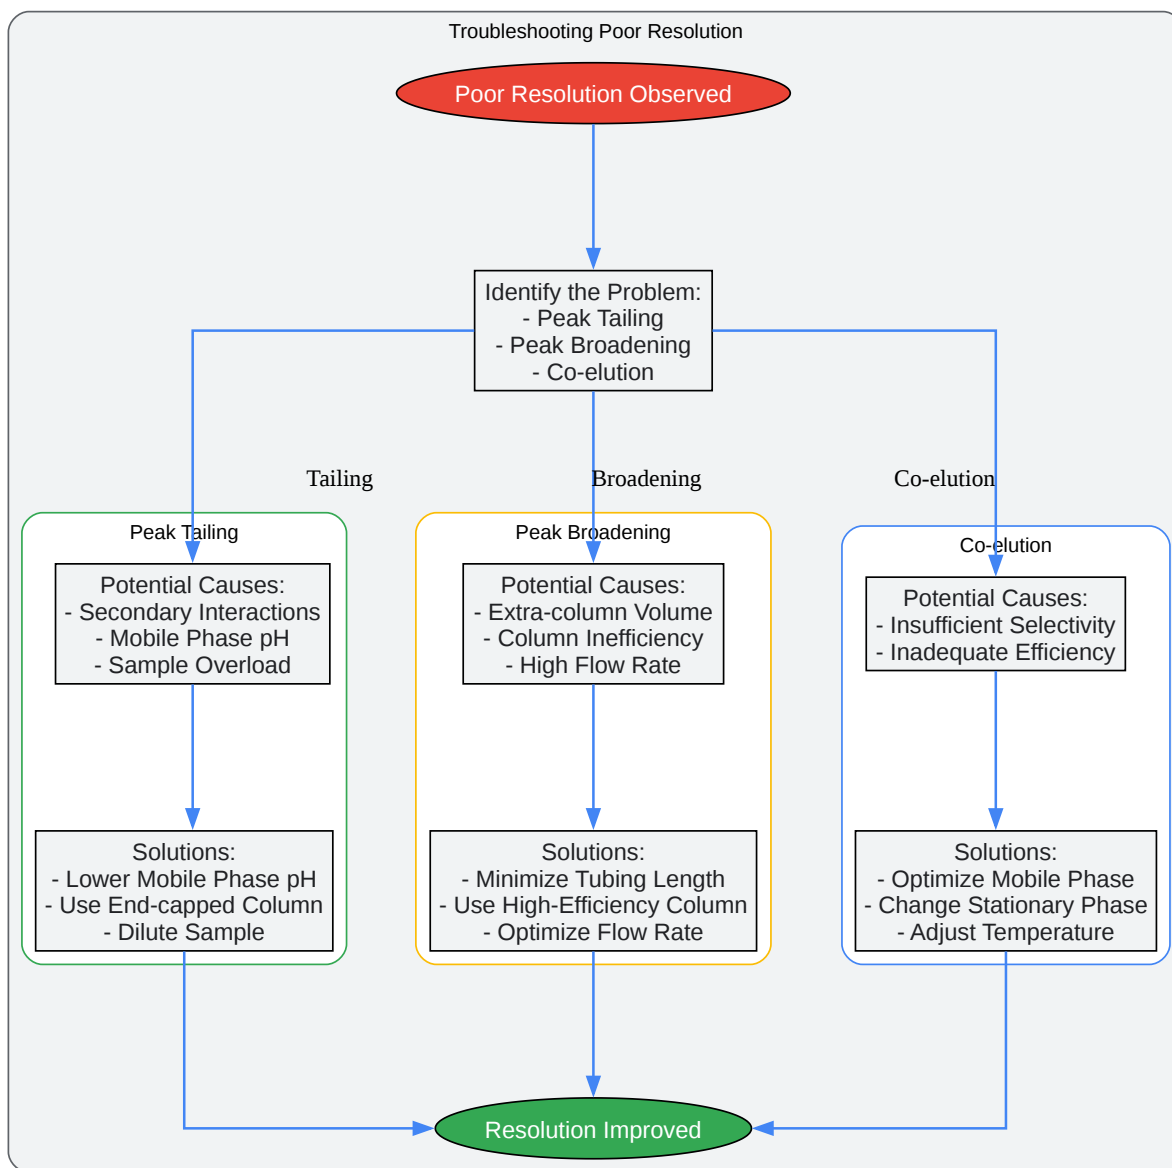 Troubleshooting Poor Resolution
Poor Resolution Observed
Identify the Problem:
- Peak Tailing
- Peak Broadening
- Co-elution
Tailing
Broadening
Co-elution
Peak Tailing
Potential Causes:
- Secondary Interactions
- Mobile Phase pH
- Sample Overload
Solutions:
- Lower Mobile Phase pH
- Use End-capped Column
- Dilute Sample
Peak Broadening
Potential Causes:
- Extra-column Volume
- Column Inefficiency
- High Flow Rate
Solutions:
- Minimize Tubing Length
- Use High-Efficiency Column
- Optimize Flow Rate
Co-elution
Potential Causes:
- Insufficient Selectivity
- Inadequate Efficiency
Solutions:
- Optimize Mobile Phase
- Change Stationary Phase
- Adjust Temperature
Resolution Improved